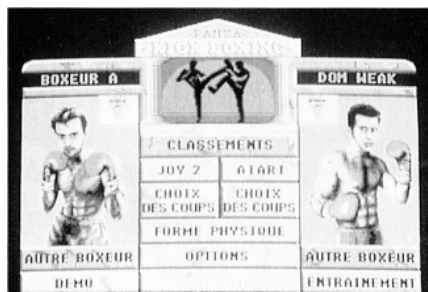 PANZA
KICK BOXING
BOXEUR A
DOM WEAK
CLASSEMENTS
JOY 2
ATARI
CHOIX
DES COUPS
CHOIX
DES COUPS
FORME PHYSIQUE
AUTRE BOXEUR
OPTIONS
AUTRE BOXEUR
DEMO
ENTRAINEMENT